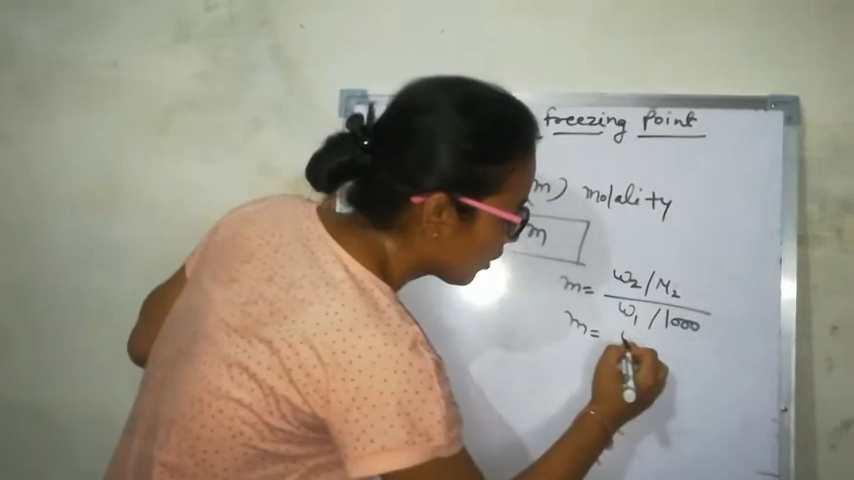 freezing Point
m) molality
m
m= w2/M2
w1/1000
m=